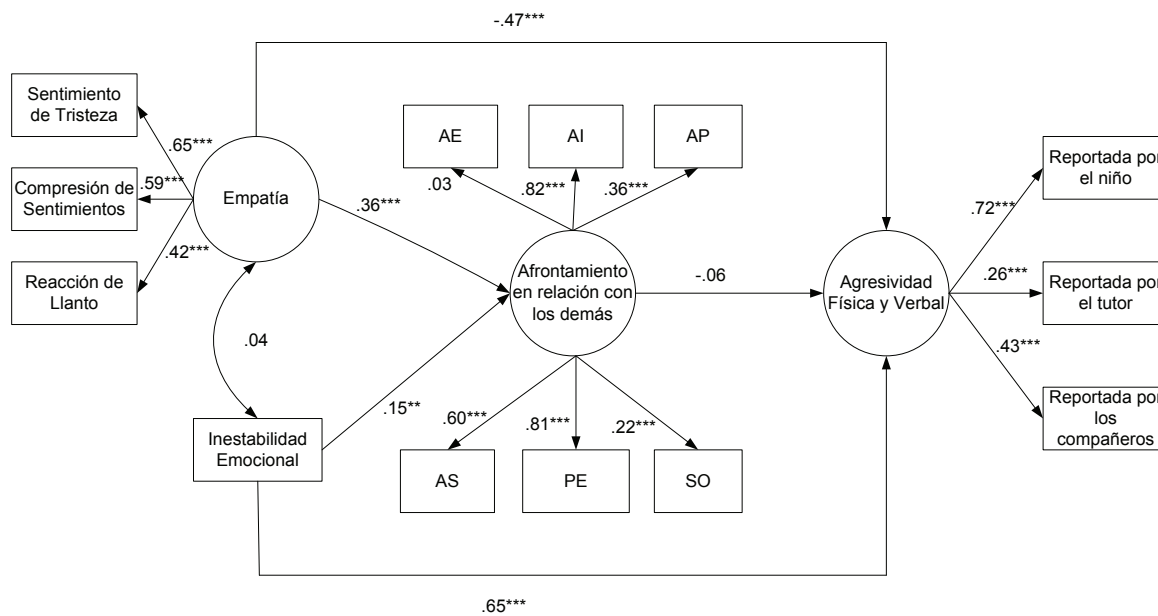 -.47***
Sentimiento
de Tristeza
.65***
Compresión de
Sentimientos
.59***
Reacción de
Llanto
.42***
Empatía
.36***
.04
Inestabilidad
Emocional
.15**
AE
AI
AP
.03
.82***
.36***
Afrontamiento
en relación con
los demás
-.06
.60***
.81***
.22***
AS
PE
SO
Agresividad
Física y Verbal
.72***
.26***
.43***
Reportada por
el niño
Reportada por
el tutor
Reportada por
los
compañeros
.65***